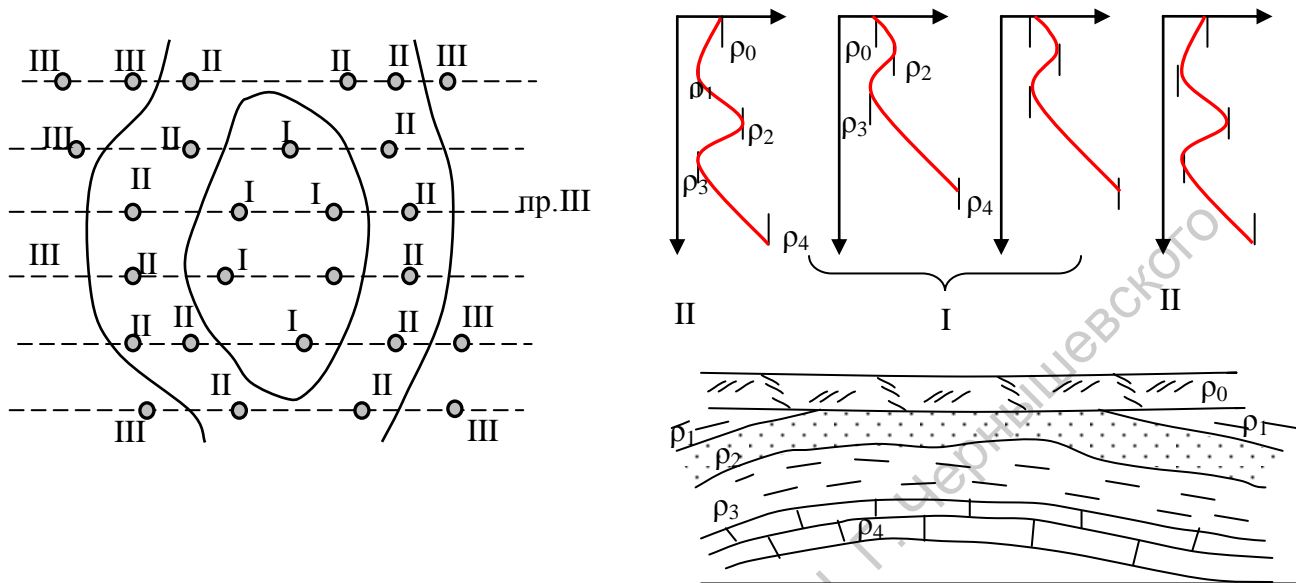 III III II II II III
III II I II
II I I II пр.III
III II I II
II II I II III
III II II III
ρ0 ρ1 ρ2 ρ3 ρ4
ρ0 ρ2 ρ3 ρ4
II I II
ρ0
ρ1 ρ1
ρ2
ρ3
ρ4
Г. Чернышевского